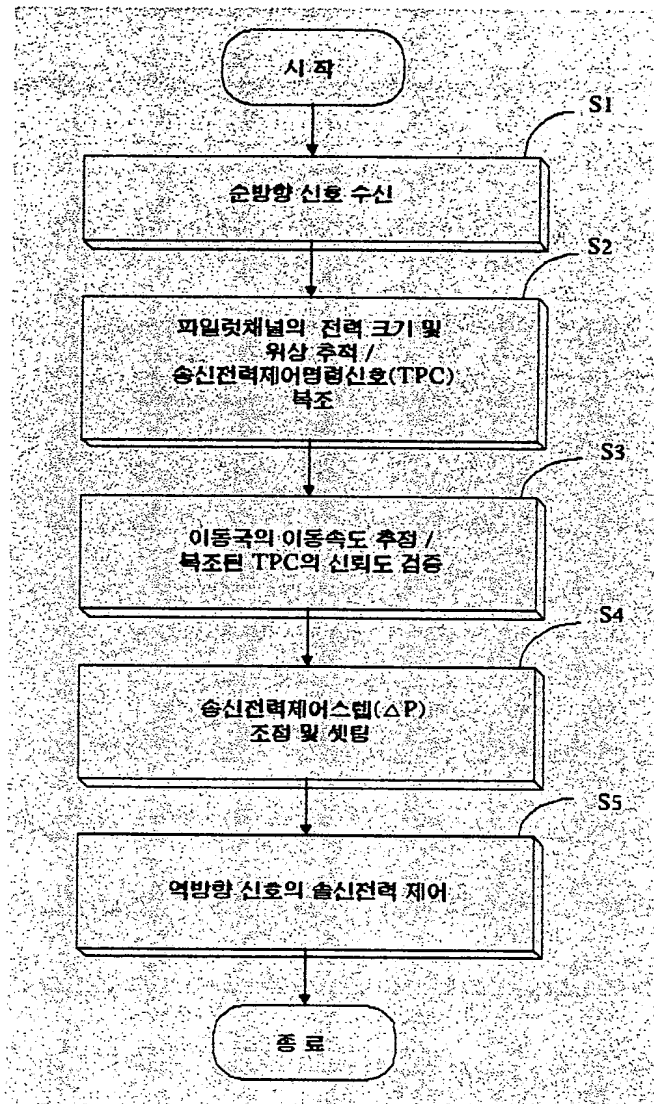 시 작
S1
순방향 신호 수신
S2
파일럿채널의 전력 크기 및
위상 추적 /
송신전력제어명령신호(TPC)
복조
S3
이동국의 이동속도 추정 /
복조된 TPC의 신뢰도 검증
S4
송신전력제어스텝(△P)
조정 및 셋팅
S5
역방향 신호의 송신전력 제어
종 료